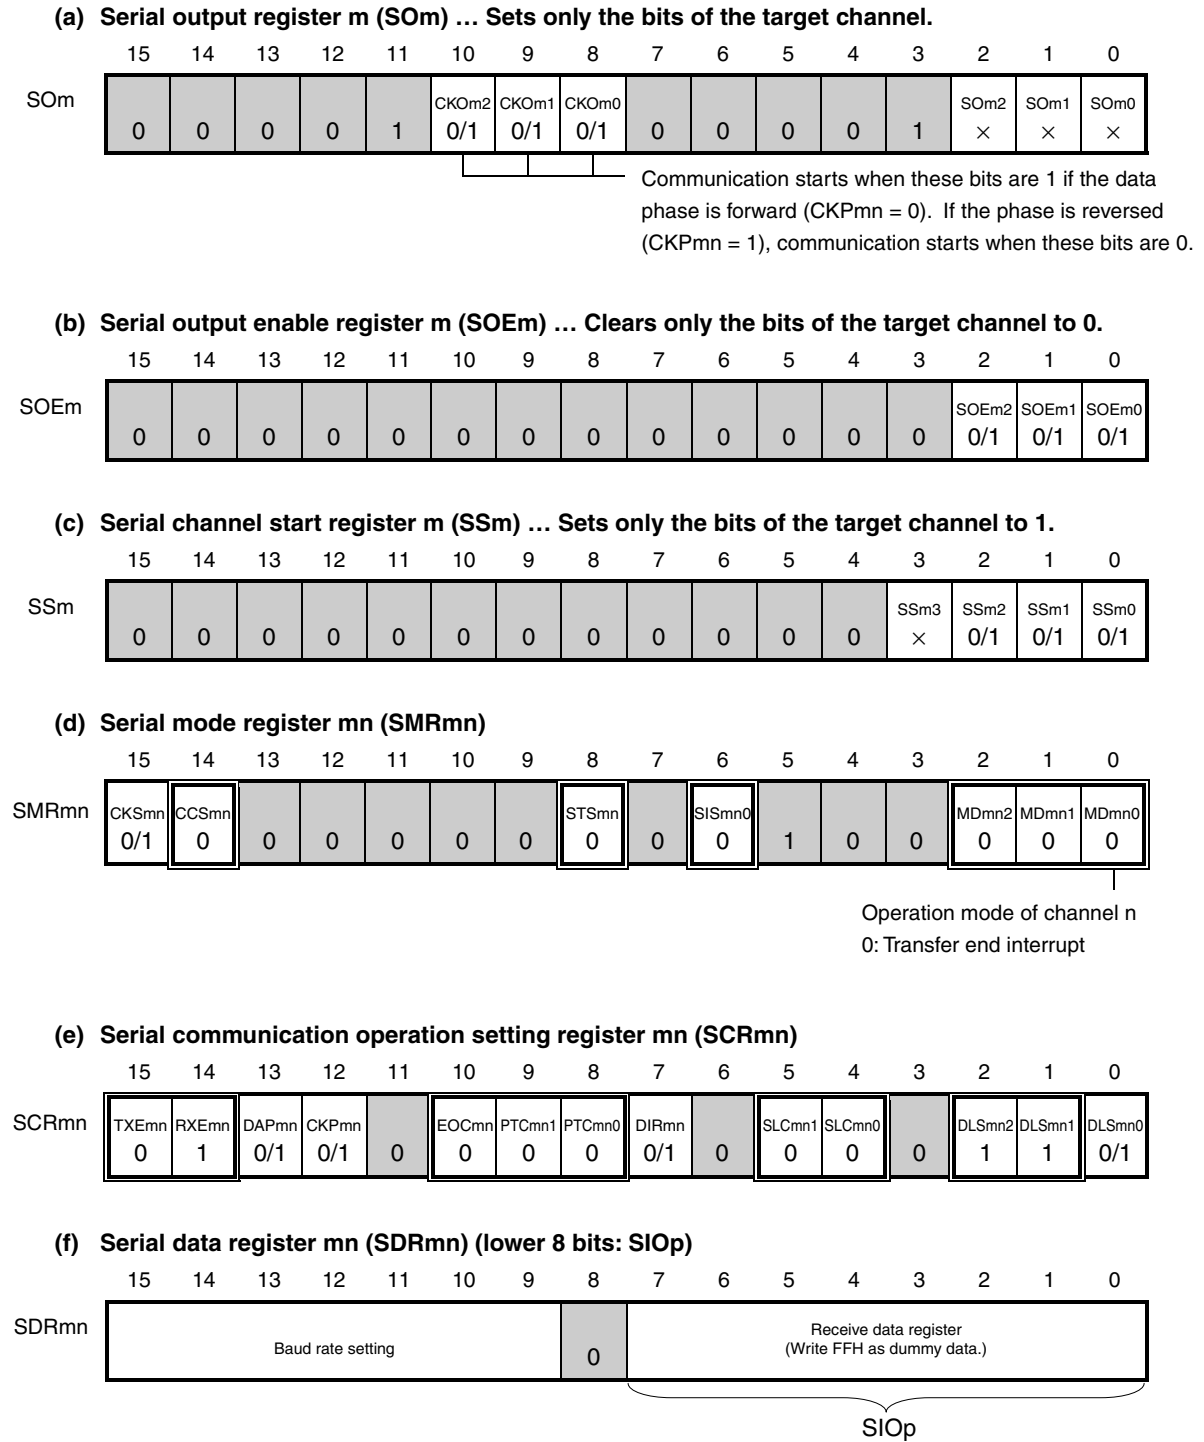 (a) Serial output register m (SOm) … Sets only the bits of the target channel.
15 14 13 12 11 10 9 8 7 6 5 4 3 2 1 0
SOm
CKOm2 CKOm1 CKOm0 SOm2 SOm1 SOm0
0 0 0 0 1 0/1 0/1 0/1 0 0 0 0 1 × × ×
Communication starts when these bits are 1 if the data
phase is forward (CKPmn = 0). If the phase is reversed
(CKPmn = 1), communication starts when these bits are 0.
(b) Serial output enable register m (SOEm) … Clears only the bits of the target channel to 0.
15 14 13 12 11 10 9 8 7 6 5 4 3 2 1 0
SOEm
SOEm2 SOEm1 SOEm0
0 0 0 0 0 0 0 0 0 0 0 0 0 0/1 0/1 0/1
(c) Serial channel start register m (SSm) … Sets only the bits of the target channel to 1.
15 14 13 12 11 10 9 8 7 6 5 4 3 2 1 0
SSm
SSm3 SSm2 SSm1 SSm0
0 0 0 0 0 0 0 0 0 0 0 0 × 0/1 0/1 0/1
(d) Serial mode register mn (SMRmn)
15 14 13 12 11 10 9 8 7 6 5 4 3 2 1 0
SMRmn
CKSmn CCSmn STSmn SISmn0 MDmn2 MDmn1 MDmn0
0/1 0 0 0 0 0 0 0 0 0 1 0 0 0 0 0
Operation mode of channel n
0: Transfer end interrupt
(e) Serial communication operation setting register mn (SCRmn)
15 14 13 12 11 10 9 8 7 6 5 4 3 2 1 0
SCRmn
TXEmn RXEmn DAPmn CKPmn EOCmn PTCmn1 PTCmn0 DIRmn SLCmn1 SLCmn0 DLSmn2 DLSmn1 DLSmn0
0 1 0/1 0/1 0 0 0 0 0/1 0 0 0 0 1 1 0/1
(f) Serial data register mn (SDRmn) (lower 8 bits: SIOp)
15 14 13 12 11 10 9 8 7 6 5 4 3 2 1 0
SDRmn
Baud rate setting
0
Receive data register
(Write FFH as dummy data.)
SIOp